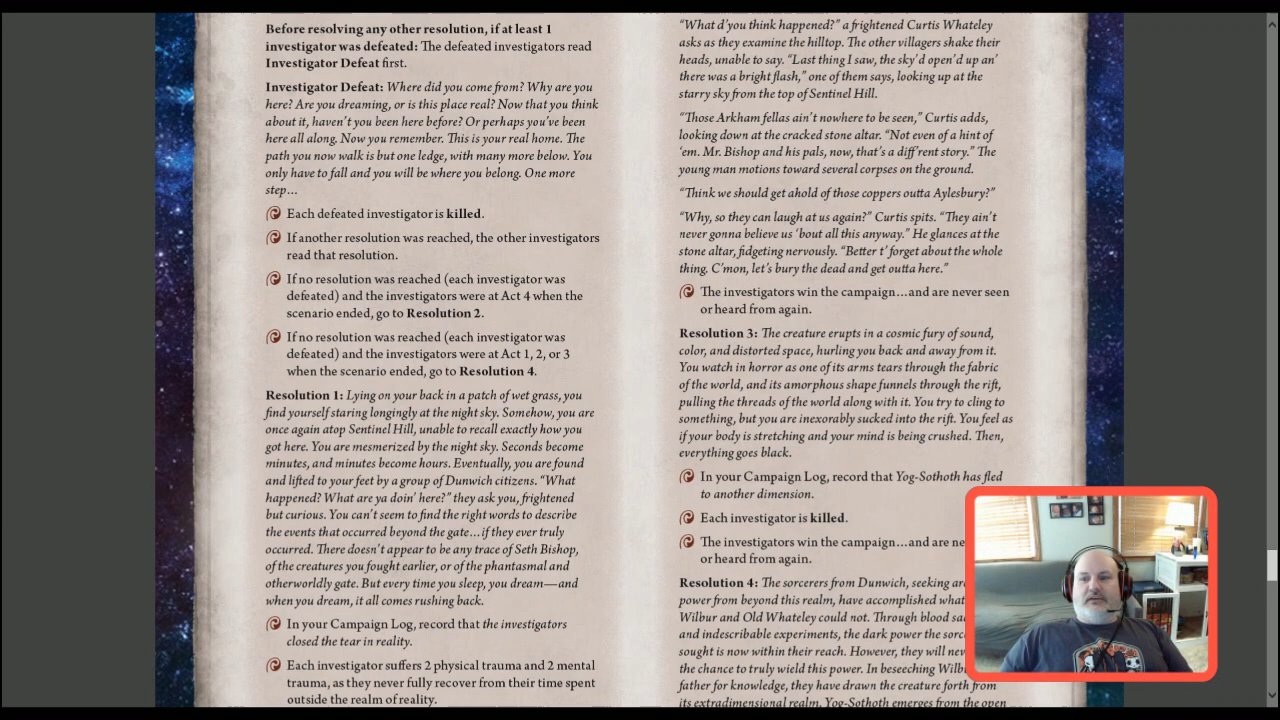 Before resolving any other resolution, if at least 1
investigator was defeated: The defeated investigators read
Investigator Defeat first.
Investigator Defeat: Where did you come from? Why are you
here? Are you dreaming, or is this place real? Now that you think
about it, haven't you been here before? Or perhaps you've been
here all along. Now you remember. This is your real home. The
path you now walk is but one ledge, with many more below. You
only have to fall and you will be where you belong. One more
step…
Each defeated investigator is killed.
If another resolution was reached, the other investigators
read that resolution.
If no resolution was reached (each investigator was
defeated) and the investigators were at Act 4 when the
scenario ended, go to Resolution 2.
If no resolution was reached (each investigator was
defeated) and the investigators were at Act 1, 2, or 3
when the scenario ended, go to Resolution 4.
Resolution 1: Lying on your back in a patch of wet grass, you
find yourself staring longingly at the night sky. Somehow, you are
once again atop Sentinel Hill, unable to recall exactly how you
got here. You are mesmerized by the night sky. Seconds become
minutes, and minutes become hours. Eventually, you are found
and lifted to your feet by a group of Dunwich citizens. “What
happened? What are ya doin' here?” they ask you, frightened
but curious. You can't seem to find the right words to describe
the events that occurred beyond the gate…if they ever truly
occurred. There doesn't appear to be any trace of Seth Bishop,
of the creatures you fought earlier, or of the phantasmal and
otherworldly gate. But every time you sleep, you dream—and
when you dream, it all comes rushing back.
In your Campaign Log, record that the investigators
closed the tear in reality.
Each investigator suffers 2 physical trauma and 2 mental
trauma, as they never fully recover from their time spent
outside the realm of reality.
“What d'you think happened?” a frightened Curtis Whateley
asks as they examine the hilltop. The other villagers shake their
heads, unable to say. “Last thing I saw, the sky'd open'd up an'
there was a bright flash,” one of them says, looking up at the
starry sky from the top of Sentinel Hill.
“Those Arkham fellas ain't nowhere to be seen,” Curtis adds,
looking down at the cracked stone altar. “Not even of a hint of
'em. Mr. Bishop and his pals, now, that's a diff'rent story.” The
young man motions toward several corpses on the ground.
“Think we should get ahold of those coppers outta Aylesbury?”
“Why, so they can laugh at us again?” Curtis spits. “They ain't
never gonna believe us 'bout all this anyway.” He glances at the
stone altar, fidgeting nervously. “Better t' forget about the whole
thing. C'mon, let's bury the dead and get outta here.”
The investigators win the campaign…and are never seen
or heard from again.
Resolution 3: The creature erupts in a cosmic fury of sound,
color, and distorted space, hurling you back and away from it.
You watch in horror as one of its arms tears through the fabric
of the world, and its amorphous shape funnels through the rift,
pulling the threads of the world along with it. You try to cling to
something, but you are inexorably sucked into the rift. You feel as
if your body is stretching and your mind is being crushed. Then,
everything goes black.
In your Campaign Log, record that Yog-Sothoth has fled
to another dimension.
Each investigator is killed.
The investigators win the campaign…and are
or heard from again.
Resolution 4: The sorcerers from Dunwich, seeking
power from beyond this realm, have accomplished what
Wilbur and Old Whateley could not. Through blood
and indescribable experiments, the dark power the
sought is now within their reach. However, they will
the chance to truly wield this power. In beseeching
father for knowledge, they have drawn the creature forth from
its extradimensional realm. Yog-Sothoth emerges from the open